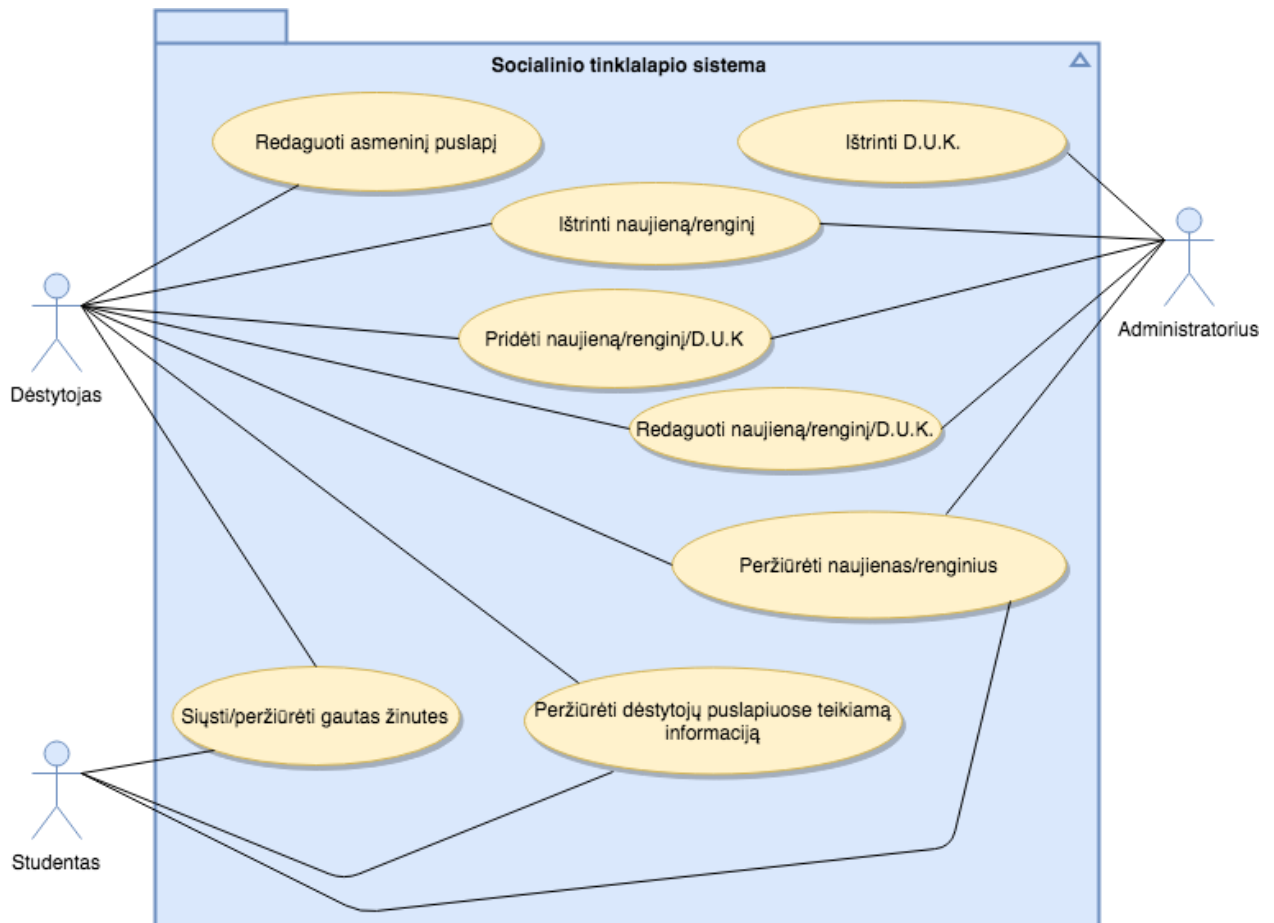 Socialinio tinklalapio sistema
Redaguoti asmeninį puslapį
Ištrinti D.U.K.
Ištrinti naujieną/renginį
Pridėti naujieną/renginį/D.U.K
Administratorius
Dėstytojas
Redaguoti naujieną/renginį/D.U.K.
Peržiūrėti naujienas/renginius
Siųsti/peržiūrėti gautas žinutes
Peržiūrėti dėstytojų puslapiuose teikiamą
informaciją
Studentas